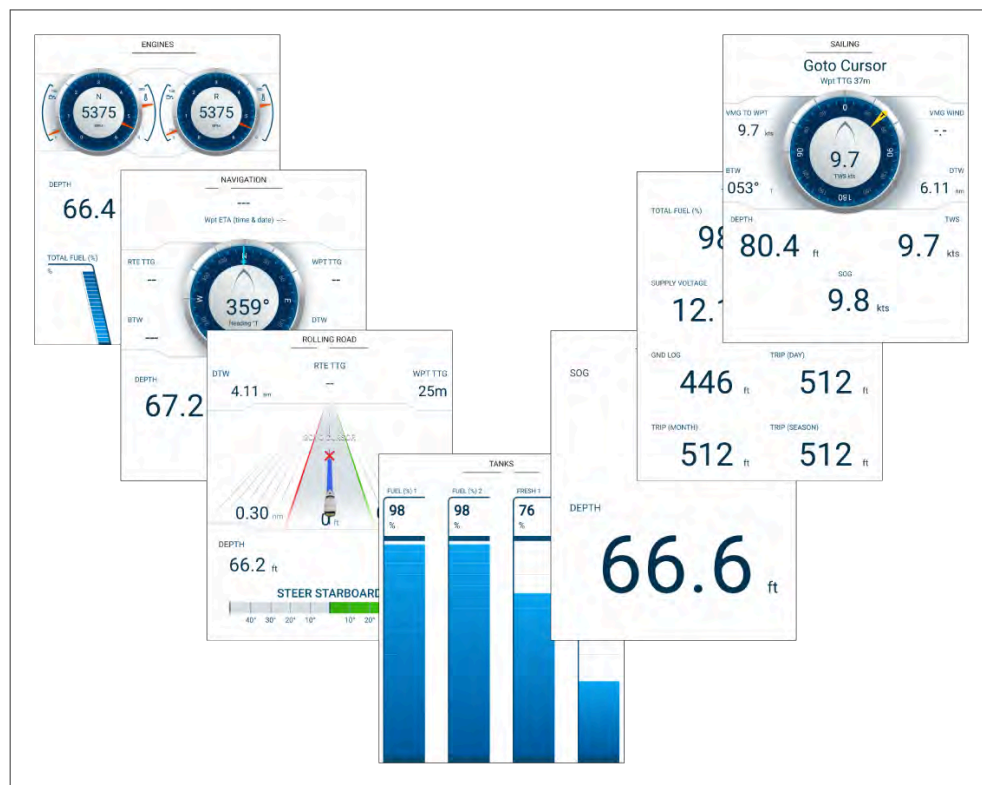 ENGINES
N
5375
R
5375
DEPTH
66.4
TOTAL FUEL (%)
%
NAVIGATION
---
Wpt ETA (time & date) --:--
RTE TTG
--
WPT TTG
--
W
N
E
359°
Heading °T
BTW
---
DTW
DEPTH
67.2
ROLLING ROAD
DTW
4.11 nm
RTE TTG
--
WPT TTG
25m
0.30 nm
0 ft
DEPTH
66.2 ft
STEER STARBOARD
40° 30° 20° 10° 10° 20°
TANKS
FUEL (%) 1
98
%
FUEL (%) 2
98
%
FRESH 1
76
%
SOG
DEPTH
66.6 ft
TOTAL FUEL (%)
98
SUPPLY VOLTAGE
12.
GND LOG
446 ft
TRIP (DAY)
512 ft
TRIP (MONTH)
512 ft
TRIP (SEASON)
512 ft
SAILING
Goto Cursor
Wpt TTG 37m
VMG TO WPT
9.7 kts
VMG WIND
-.-
0
90
90
180
9.7
TWS kts
BTW
053° T
DTW
6.11 nm
DEPTH
80.4 ft
TWS
9.7 kts
SOG
9.8 kts